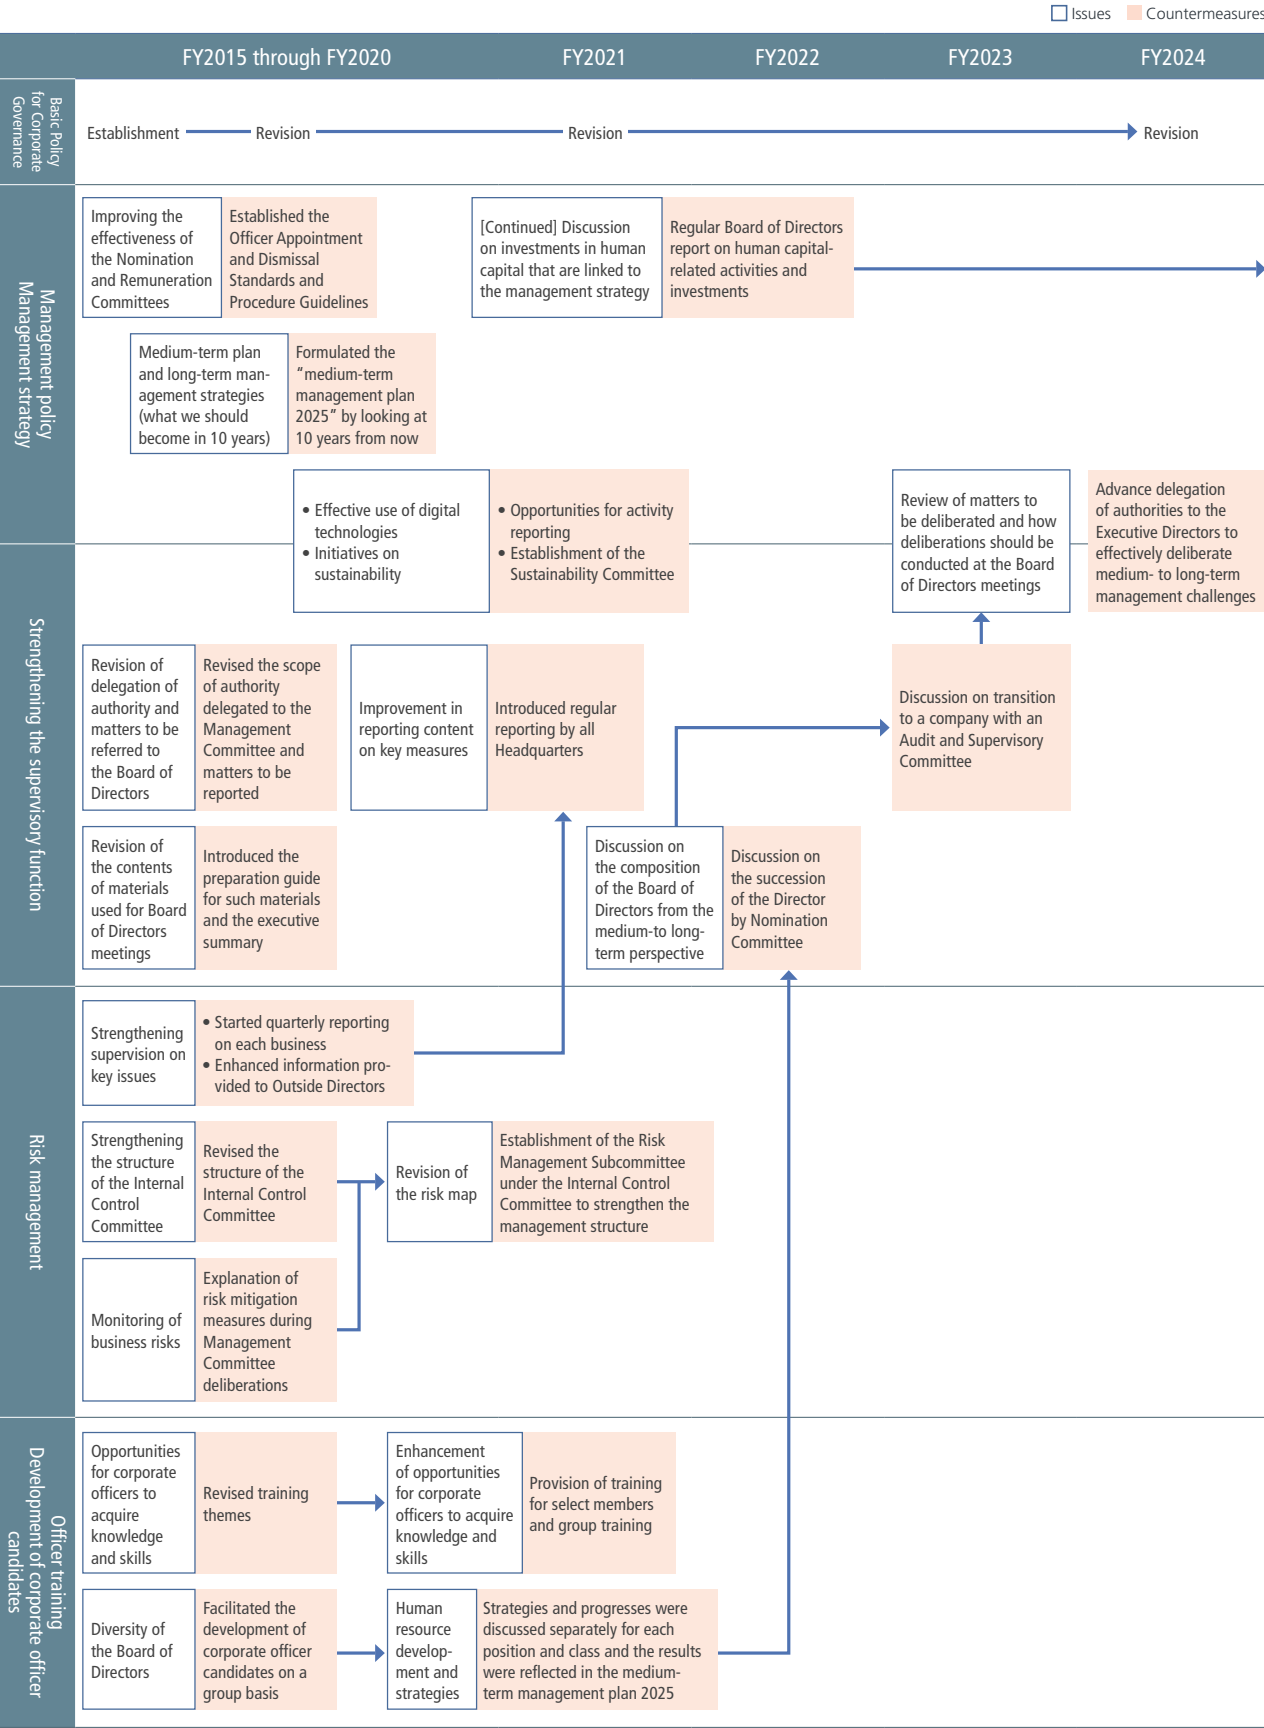 Issues
Countermeasures
FY2015 through FY2020
FY2021
FY2022
FY2023
FY2024
Basic Policy
for Corporate
Governance
Establishment
Revision
Revision
Revision
Management policy
Management strategy
Improving the
effectiveness of
the Nomination
and Remuneration
Committees
Established the
Officer Appointment
and Dismissal
Standards and
Procedure Guidelines
[Continued] Discussion
on investments in human
capital that are linked to
the management strategy
Regular Board of Directors
report on human capital-
related activities and
investments
Medium-term plan
and long-term man-
agement strategies
(what we should
become in 10 years)
Formulated the
“medium-term
management plan
2025” by looking at
10 years from now
• Effective use of digital
technologies
• Initiatives on
sustainability
• Opportunities for activity
reporting
• Establishment of the
Sustainability Committee
Review of matters to
be deliberated and how
deliberations should be
conducted at the Board
of Directors meetings
Advance delegation
of authorities to the
Executive Directors to
effectively deliberate
medium- to long-term
management challenges
Strengthening the supervisory function
Revision of
delegation of
authority and
matters to be
referred to
the Board of
Directors
Revised the scope
of authority
delegated to the
Management
Committee and
matters to be
reported
Improvement in
reporting content
on key measures
Introduced regular
reporting by all
Headquarters
Discussion on transition
to a company with an
Audit and Supervisory
Committee
Revision of
the contents
of materials
used for Board
of Directors
meetings
Introduced the
preparation guide
for such materials
and the executive
summary
Discussion on
the composition
of the Board of
Directors from the
medium-to long-
term perspective
Discussion on
the succession
of the Director
by Nomination
Committee
Risk management
Strengthening
supervision on
key issues
• Started quarterly reporting
on each business
• Enhanced information pro-
vided to Outside Directors
Strengthening
the structure
of the Internal
Control
Committee
Revised the
structure of the
Internal Control
Committee
Revision of
the risk map
Establishment of the Risk
Management Subcommittee
under the Internal Control
Committee to strengthen the
management structure
Monitoring of
business risks
Explanation of
risk mitigation
measures during
Management
Committee
deliberations
Officer training
Development of corporate officer
candidates
Opportunities
for corporate
officers to
acquire
knowledge
and skills
Revised training
themes
Enhancement
of opportunities
for corporate
officers to acquire
knowledge and
skills
Provision of training
for select members
and group training
Diversity of
the Board of
Directors
Facilitated the
development of
corporate officer
candidates on a
group basis
Human
resource
develop-
ment and
strategies
Strategies and progresses were
discussed separately for each
position and class and the results
were reflected in the medium-
term management plan 2025